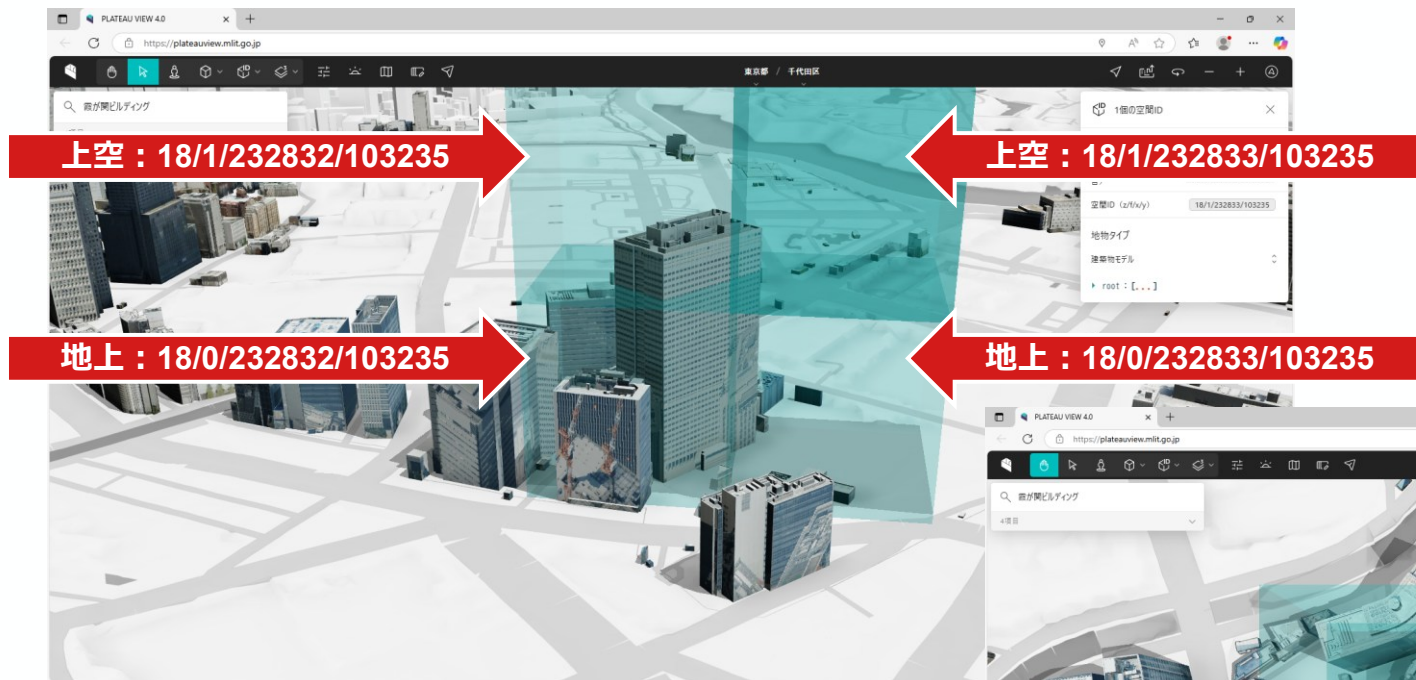 PLATEAU VIEW 4.0
https://plateauview.mlit.go.jp
東京都 / 千代田区
霞が関ビルディング
1個の空間ID
上空：18/1/232832/103235
上空：18/1/232833/103235
空間ID（z/f/x/y）
18/1/232833/103235
地物タイプ
建築物モデル
root：[...]
地上：18/0/232832/103235
地上：18/0/232833/103235
PLATEAU VIEW 4.0
https://plateauview.mlit.go.jp
霞が関ビルディング
4項目